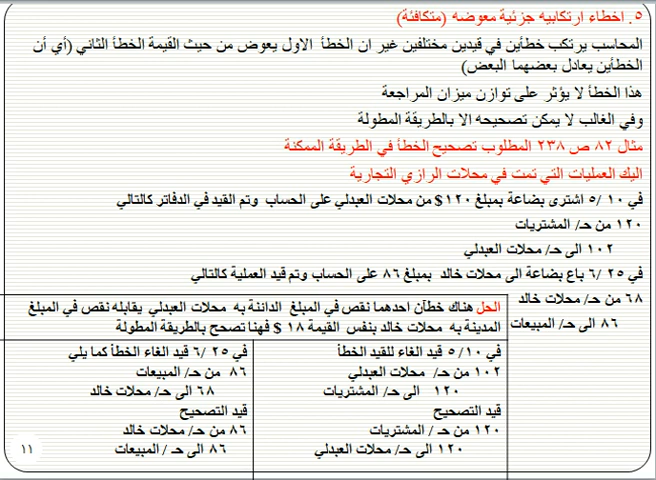 ٥. اخطاء ارتكابيه جزئية معوضه (متكافئة)
المحاسب يرتكب خطأين في قيدين مختلفين غير ان الخطأ الاول يعوض من حيث القيمة الخطأ الثاني (أي أن
الخطأين يعادل بعضهما البعض)
هذا الخطأ لا يؤثر على توازن ميزان المراجعة
وفي الغالب لا يمكن تصحيحه الا بالطريقة المطولة
مثال ٨٢ ص ٢٣٨ المطلوب تصحيح الخطأ في الطريقة الممكنة
اليك العمليات التي تمت في محلات الرازي التجارية
في ١٠ /٥ اشترى بضاعة بمبلغ ١٢٠$ من محلات العبدلي على الحساب وتم القيد في الدفاتر كالتالي
١٢٠ من حـ/ المشتريات
١٠٢ الى حـ/ محلات العبدلي
في ٢٥ /٦ باع بضاعة الى محلات خالد بمبلغ ٨٦ على الحساب وتم قيد العملية كالتالي
٦٨ من حـ/ محلات خالد
٨٦ الى حـ/ المبيعات
الحل هناك خطآن احدهما نقص في المبلغ الدائنة به محلات العبدلي يقابله نقص في المبلغ
المدينة به محلات خالد بنفس القيمة ١٨ $ فهنا تصحح بالطريقة المطولة
في ٥/١٠ قيد الغاء للقيد الخطأ
١٠٢ من حـ/ محلات العبدلي
١٢٠ الى حـ/ المشتريات
قيد التصحيح
١٢٠ من حـ / المشتريات
١٢٠ الى حـ/ محلات العبدلي
في ٦/٢٥ قيد الغاء الخطأ كما يلي
٨٦ من حـ/ المبيعات
٦٨ الى حـ/ محلات خالد
قيد التصحيح
٨٦ من حـ/ محلات خالد
٨٦ الى حـ/ المبيعات
١١